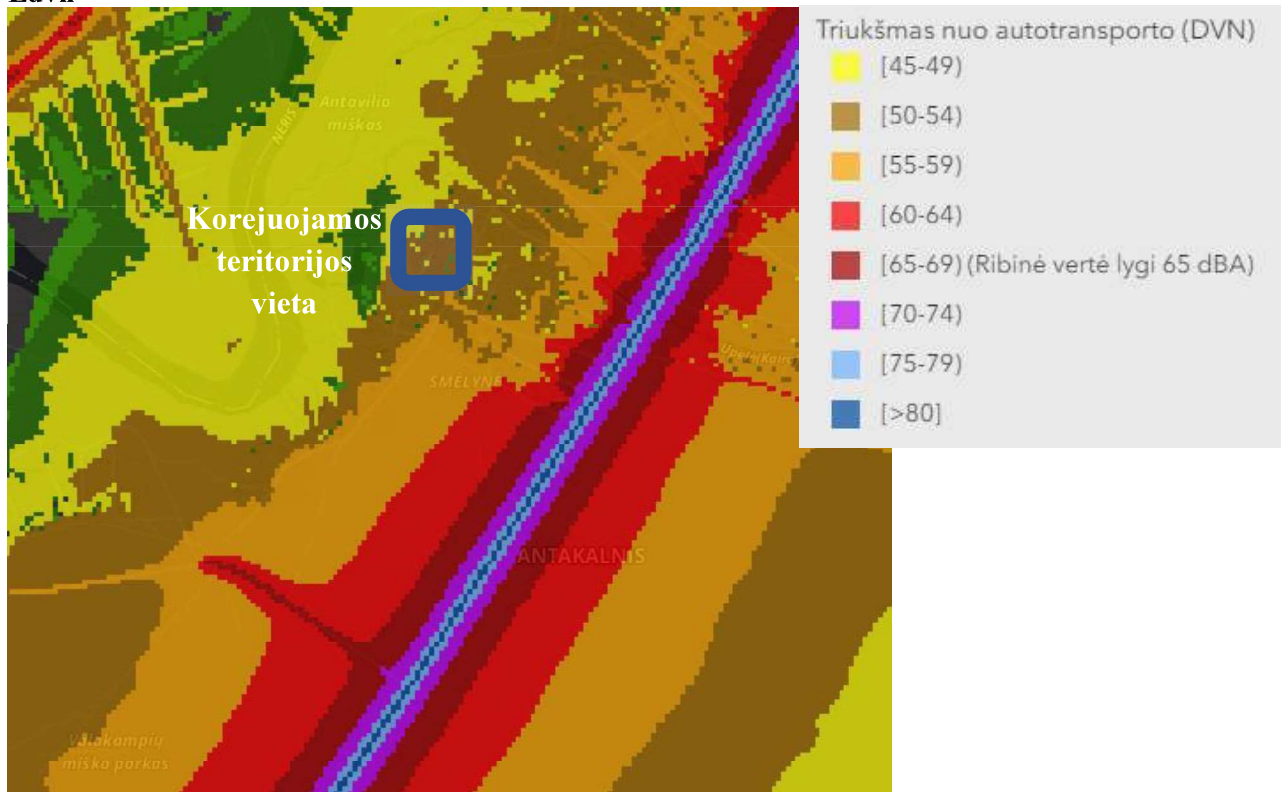 Triukšmas nuo autotransporto (DVN)
[45-49)
[50-54)
[55-59)
[60-64)
[65-69) (Ribinė vertė lygi 65 dBA)
[70-74)
[75-79)
[>80]
Antavilio
miškas
NERIS
Korejuojamos
teritorijos
vieta
SMĖLYNĖ
ANTAKALNIS
Valakampių
miško parkas